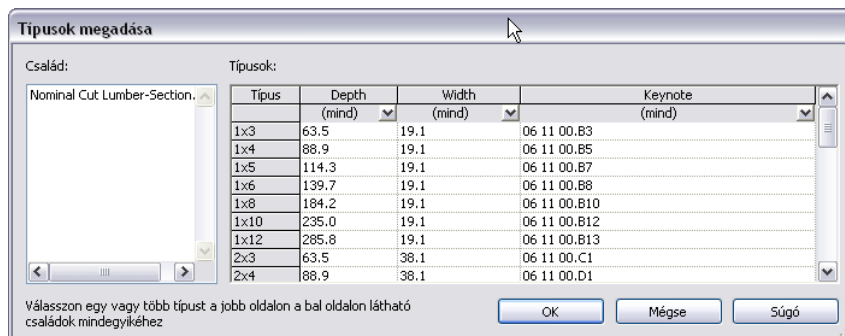 Típusok megadása
Család: Típusok:
Nominal Cut Lumber-Section.
Típus Depth Width Keynote
(mind) (mind) (mind)
1x3 63.5 19.1 06 11 00.B3
1x4 88.9 19.1 06 11 00.B5
1x5 114.3 19.1 06 11 00.B7
1x6 139.7 19.1 06 11 00.B8
1x8 184.2 19.1 06 11 00.B10
1x10 235.0 19.1 06 11 00.B12
1x12 285.8 19.1 06 11 00.B13
2x3 63.5 38.1 06 11 00.C1
2x4 88.9 38.1 06 11 00.D1
Válasszon egy vagy több típust a jobb oldalon a bal oldalon látható
családok mindegyikéhez
OK Mégse Súgó